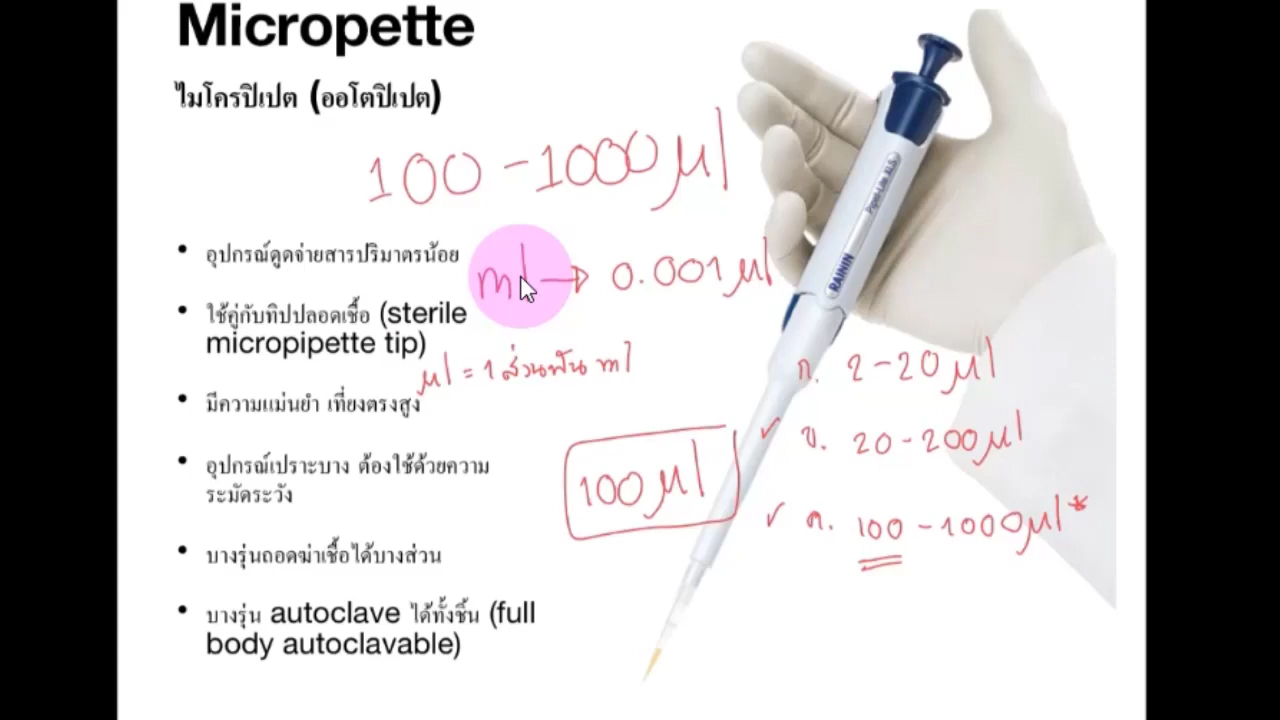 Micropette
ไมโครปิเปต (ออโตปิเปต)
100 - 1000 µl
• อุปกรณ์ดูดจ่ายสารปริมาตรน้อย
ml → 0.001 µl
• ใช้คู่กับทิปปลอดเชื้อ (sterile
micropipette tip)
µl = 1 ส่วนพัน ml
• มีความแม่นยำ เที่ยงตรงสูง
• อุปกรณ์เปราะบาง ต้องใช้ด้วยความ
ระมัดระวัง
100 µl
• บางรุ่นถอดฆ่าเชื้อได้บางส่วน
• บางรุ่น autoclave ได้ทั้งชิ้น (full
body autoclavable)
Pipet-Lite XLS
RAININ
ก. 2-20 µl
✓ ข. 20-200 µl
✓ ค. 100-1000 µl*